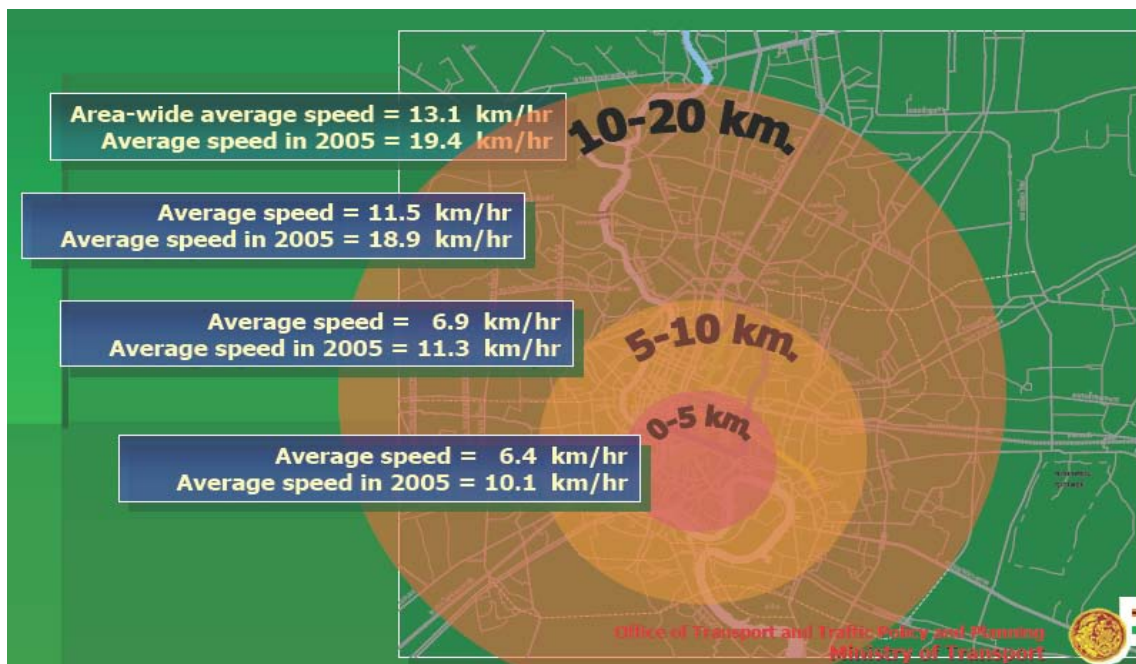 Area-wide average speed = 13.1 km/hr
Average speed in 2005 = 19.4 km/hr
10-20 km.
Average speed = 11.5 km/hr
Average speed in 2005 = 18.9 km/hr
Average speed = 6.9 km/hr
Average speed in 2005 = 11.3 km/hr
5-10 km.
0-5 km.
Average speed = 6.4 km/hr
Average speed in 2005 = 10.1 km/hr
Office of Transport and Traffic Policy and Planning
Ministry of Transport